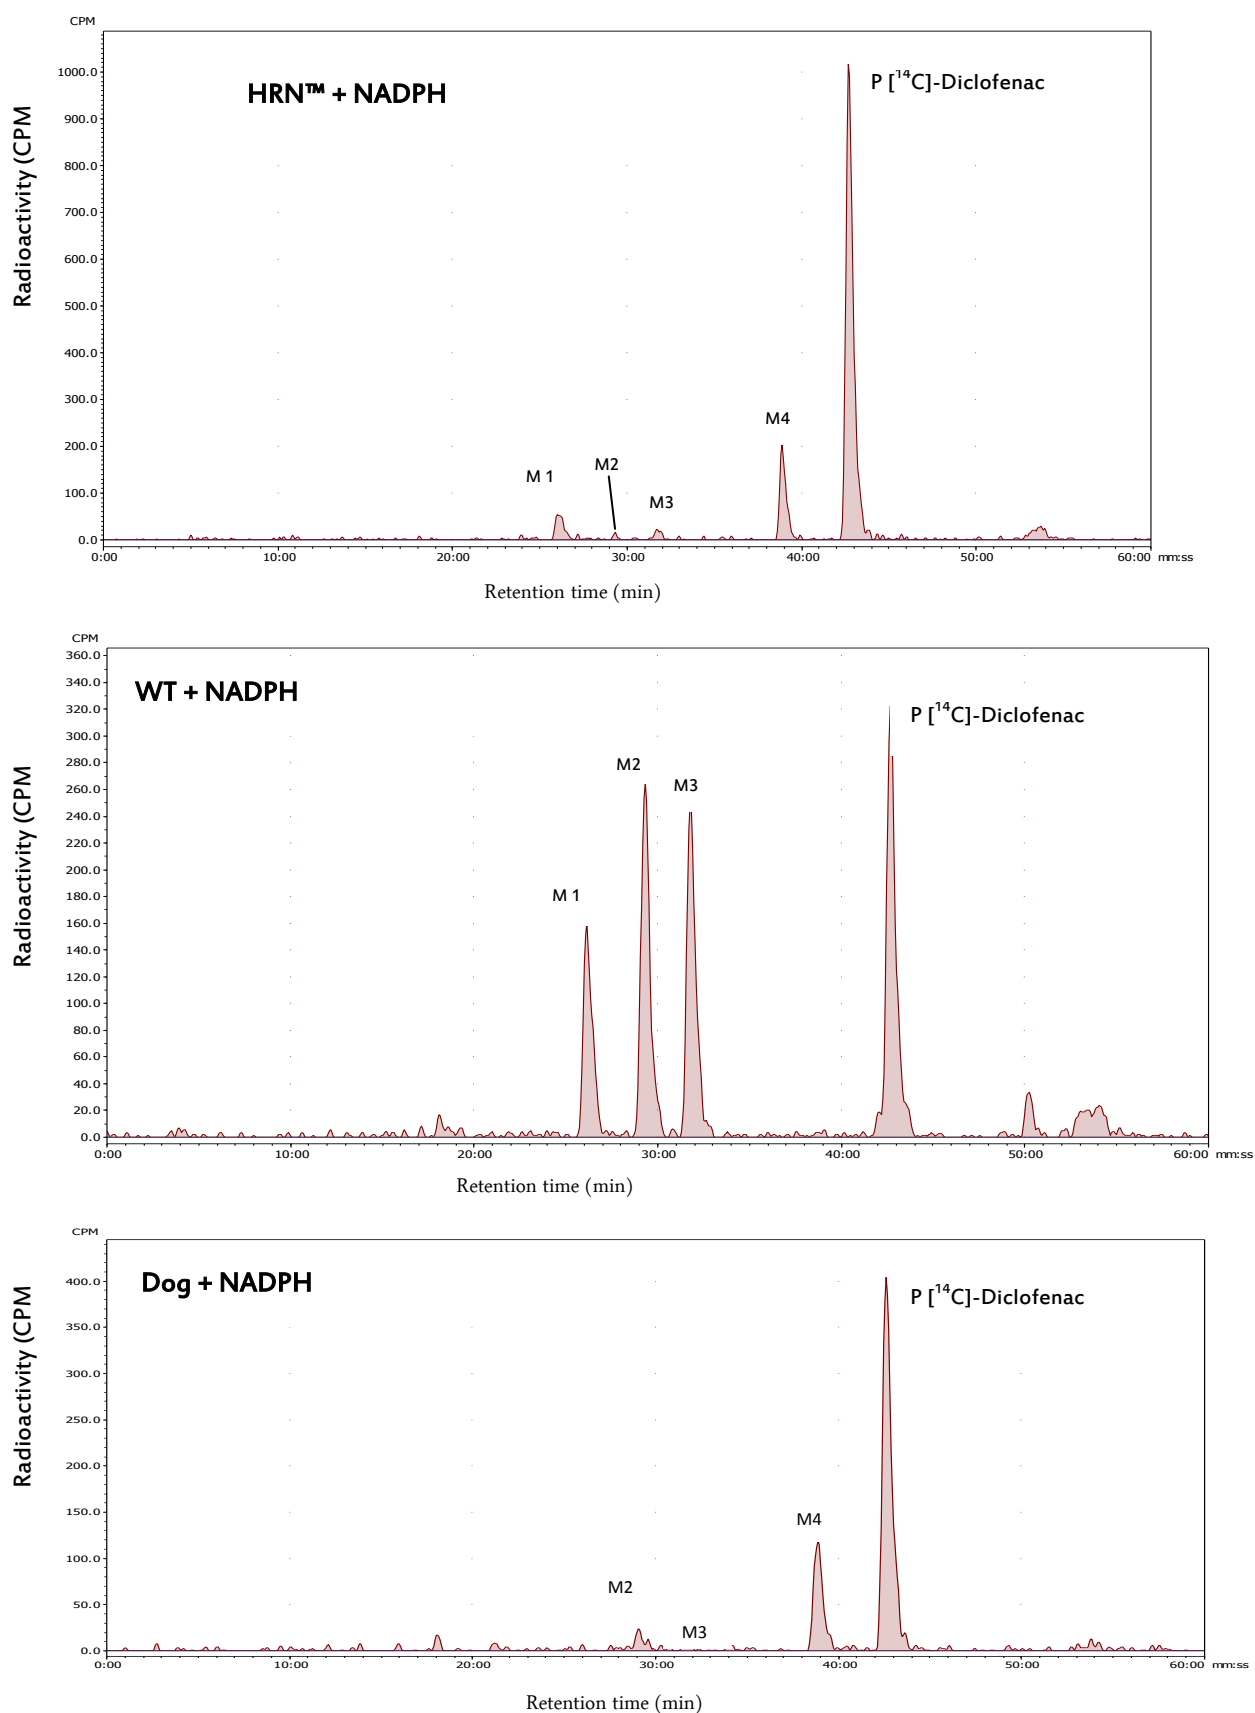 CPM
HRN™ + NADPH
P [¹⁴C]-Diclofenac
Radioactivity (CPM
1000.0
900.0
800.0
700.0
600.0
500.0
400.0
300.0
200.0
100.0
0.0
M 1
M2
M3
M4
0:00 10:00 20:00 30:00 40:00 50:00 60:00 mm:ss
Retention time (min)
CPM
WT + NADPH
P [¹⁴C]-Diclofenac
Radioactivity (CPM
360.0
340.0
320.0
300.0
280.0
260.0
240.0
220.0
200.0
180.0
160.0
140.0
120.0
100.0
80.0
60.0
40.0
20.0
0.0
M 1
M2
M3
0:00 10:00 20:00 30:00 40:00 50:00 60:00 mm:ss
Retention time (min)
CPM
Dog + NADPH
P [¹⁴C]-Diclofenac
Radioactivity (CPM
400.0
350.0
300.0
250.0
200.0
150.0
100.0
50.0
0.0
M2
M3
M4
0:00 10:00 20:00 30:00 40:00 50:00 60:00 mm:ss
Retention time (min)